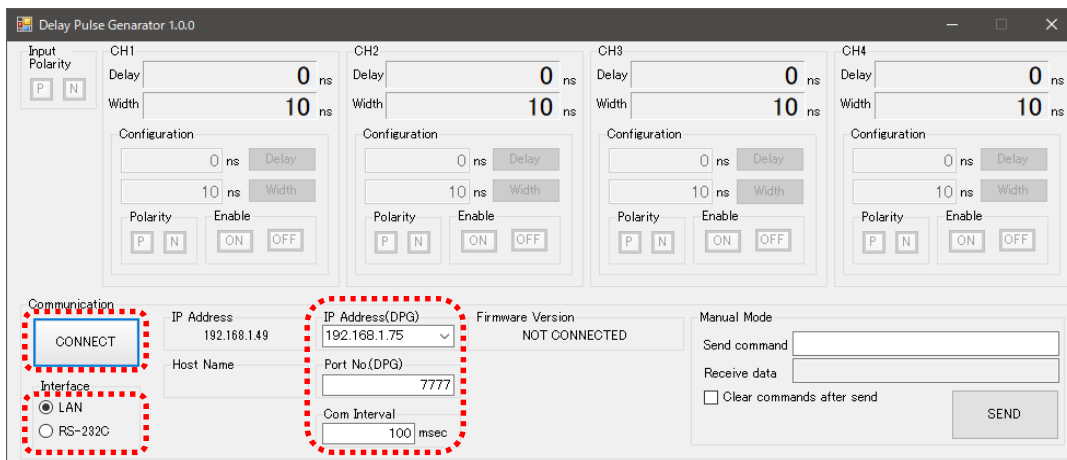 Delay Pulse Genarator 1.0.0
Input Polarity
P N
CH1
Delay 0 ns
Width 10 ns
Configuration
0 ns Delay
10 ns Width
Polarity Enable
P N ON OFF
CH2
Delay 0 ns
Width 10 ns
Configuration
0 ns Delay
10 ns Width
Polarity Enable
P N ON OFF
CH3
Delay 0 ns
Width 10 ns
Configuration
0 ns Delay
10 ns Width
Polarity Enable
P N ON OFF
CH4
Delay 0 ns
Width 10 ns
Configuration
0 ns Delay
10 ns Width
Polarity Enable
P N ON OFF
Communication
CONNECT
Interface
LAN
RS-232C
IP Address
192.168.1.49
Host Name
IP Address(DPG)
192.168.1.75
Port No.(DPG)
7777
Com Interval
100 msec
Firmware Version
NOT CONNECTED
Manual Mode
Send command
Receive data
Clear commands after send
SEND